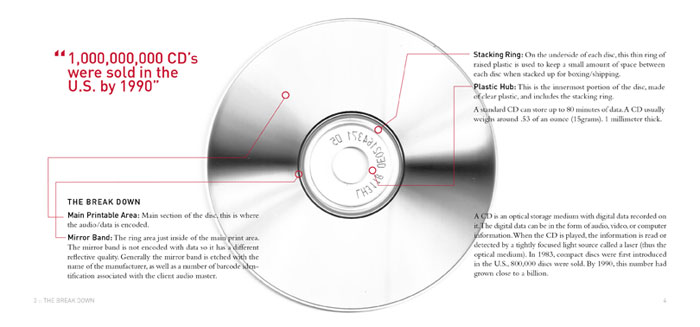 “1,000,000,000 CD's
were sold in the
U.S. by 1990”
THE BREAK DOWN
Main Printable Area: Main section of the disc, this is where
the audio/data is encoded.
Mirror Band: The ring area just inside of the main print area.
The mirror band is not encoded with data so it has a different
reflective quality. Generally the mirror band is etched with the
name of the manufacturer, as well as a number of barcode iden-
tification associated with the client audio master.
2 :: THE BREAK DOWN
Stacking Ring: On the underside of each disc, this thin ring of
raised plastic is used to keep a small amount of space between
each disc when stacked up for boxing/shipping.
Plastic Hub: This is the innermost portion of the disc, made
of clear plastic, and includes the stacking ring.
A standard CD can store up to 80 minutes of data. A CD usually
weighs around .53 of an ounce (15grams). 1 millimeter thick.
A CD is an optical storage medium with digital data recorded on
it. The digital data can be in the form of audio, video, or computer
information. When the CD is played, the information is read or
detected by a tightly focused light source called a laser (thus the
optical medium). In 1983, compact discs were first introduced
in the U.S., 800,000 discs were sold. By 1990, this number had
grown close to a billion.